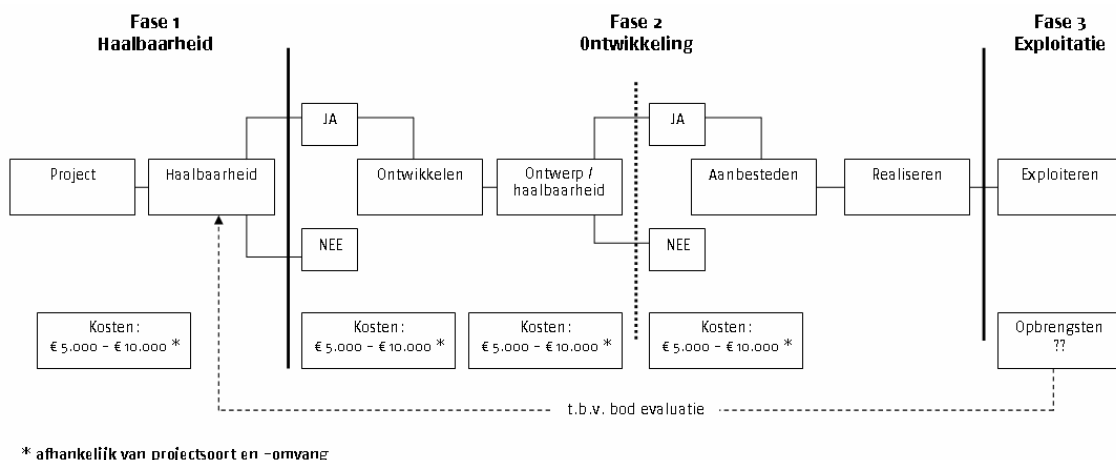 Fase 1
Haalbaarheid
Fase 2
Ontwikkeling
Fase 3
Exploitatie
JA
JA
Project
Haalbaarheid
Ontwikkelen
Ontwerp /
haalbaarheid
Aanbesteden
Realiseren
Exploiteren
NEE
NEE
Kosten:
€ 5.000 – € 10.000 *
Kosten:
€ 5.000 – € 10.000 *
Kosten:
€ 5.000 – € 10.000 *
Kosten:
€ 5.000 – € 10.000 *
Opbrengsten
??
t.b.v. bod evaluatie
* afhankelijk van projectsoort en -omvang